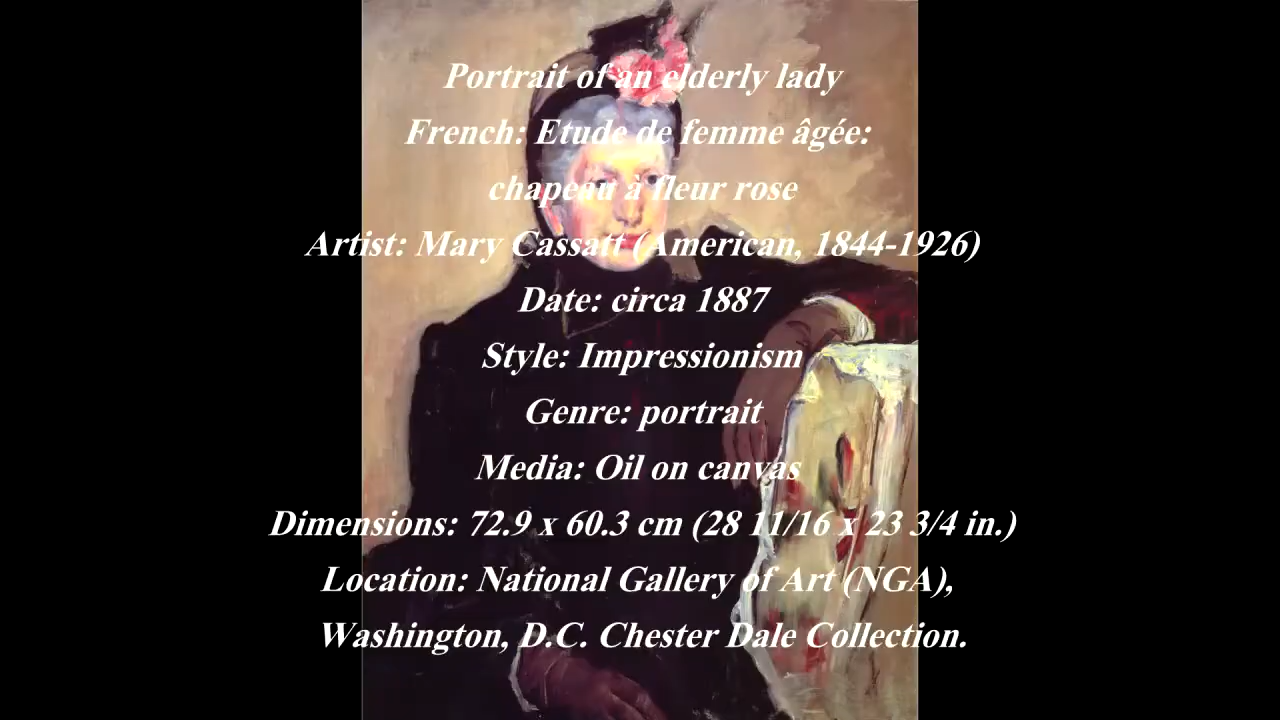 Portrait of an elderly lady
French: Etude de femme âgée:
chapeau à fleur rose
Artist: Mary Cassatt (American, 1844-1926)
Date: circa 1887
Style: Impressionism
Genre: portrait
Media: Oil on canvas
Dimensions: 72.9 x 60.3 cm (28 11/16 x 23 3/4 in.)
Location: National Gallery of Art (NGA),
Washington, D.C. Chester Dale Collection.